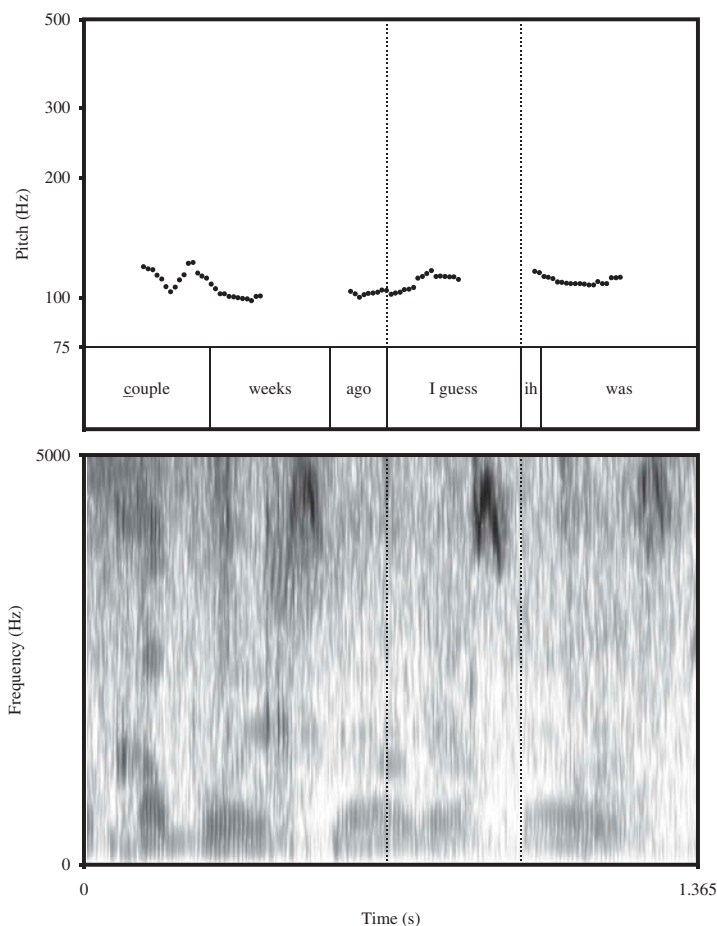 500
300
200
100
75
Pitch (Hz)
couple weeks ago I guess ih was
5000
0
Frequency (Hz)
0 1.365
Time (s)